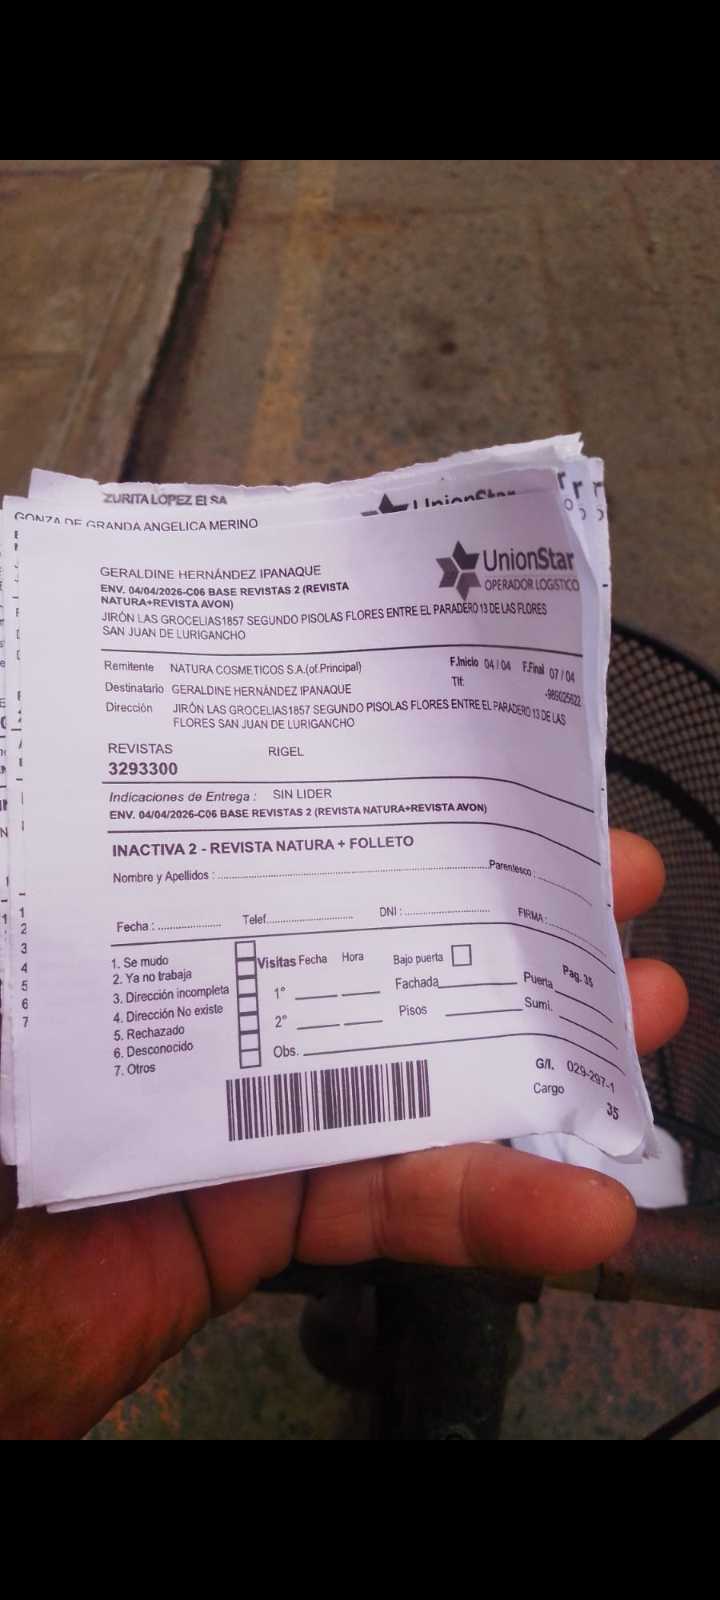 ZURITA LOPEZ ELSA
UnionStar
GONZA DE GRANDA ANGELICA MERINO
UnionStar
OPERADOR LOGISTICO
GERALDINE HERNÁNDEZ IPANAQUE
ENV. 04/04/2026-C06 BASE REVISTAS 2 (REVISTA
NATURA+REVISTA AVON)
JIRÓN LAS GROCELIAS1857 SEGUNDO PISOLAS FLORES ENTRE EL PARADERO 13 DE LAS FLORES
SAN JUAN DE LURIGANCHO
Remitente NATURA COSMETICOS S.A.(of.Principal) F.Inicio 04 / 04 F.Final 07 / 04
Destinatario GERALDINE HERNÁNDEZ IPANAQUE Tlf: -989025622
Dirección JIRÓN LAS GROCELIAS1857 SEGUNDO PISOLAS FLORES ENTRE EL PARADERO 13 DE LAS
FLORES SAN JUAN DE LURIGANCHO
REVISTAS RIGEL
3293300
Indicaciones de Entrega : SIN LIDER
ENV. 04/04/2026-C06 BASE REVISTAS 2 (REVISTA NATURA+REVISTA AVON)
INACTIVA 2 - REVISTA NATURA + FOLLETO
Nombre y Apellidos : Parentesco :
Fecha : Telef. DNI : FIRMA :
1. Se mudo
2. Ya no trabaja
3. Dirección incompleta
4. Dirección No existe
5. Rechazado
6. Desconocido
7. Otros
Visitas Fecha Hora Bajo puerta Pag. 35
1° Fachada Puerta
2° Pisos Sumi.
Obs.
G/I. 029-297-1
Cargo 35